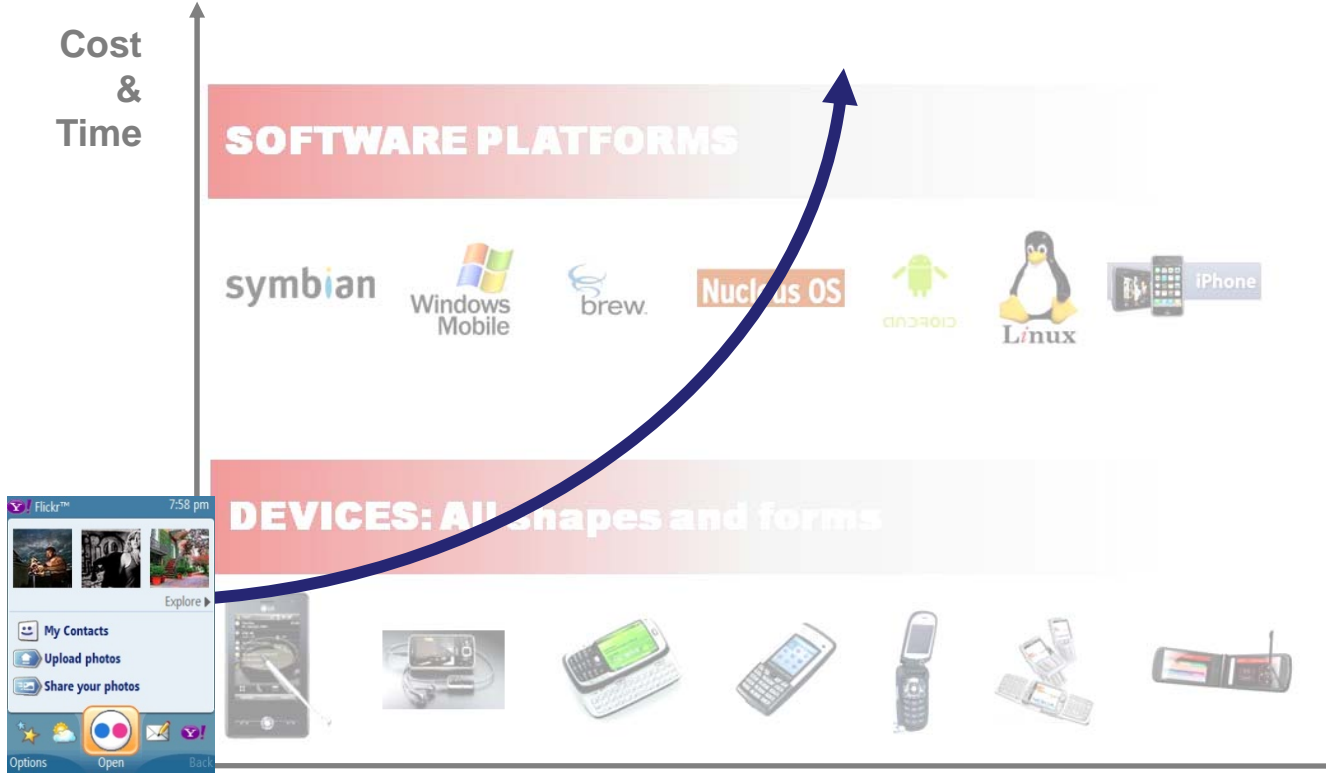 Cost
&
Time
SOFTWARE PLATFORMS
symbian
Windows
Mobile
brew.
Nucleus OS
android
Linux
iPhone
DEVICES: All shapes and forms
Y! Flickr™ 7:58 pm
Explore
My Contacts
Upload photos
Share your photos
Y!
Options Open Back